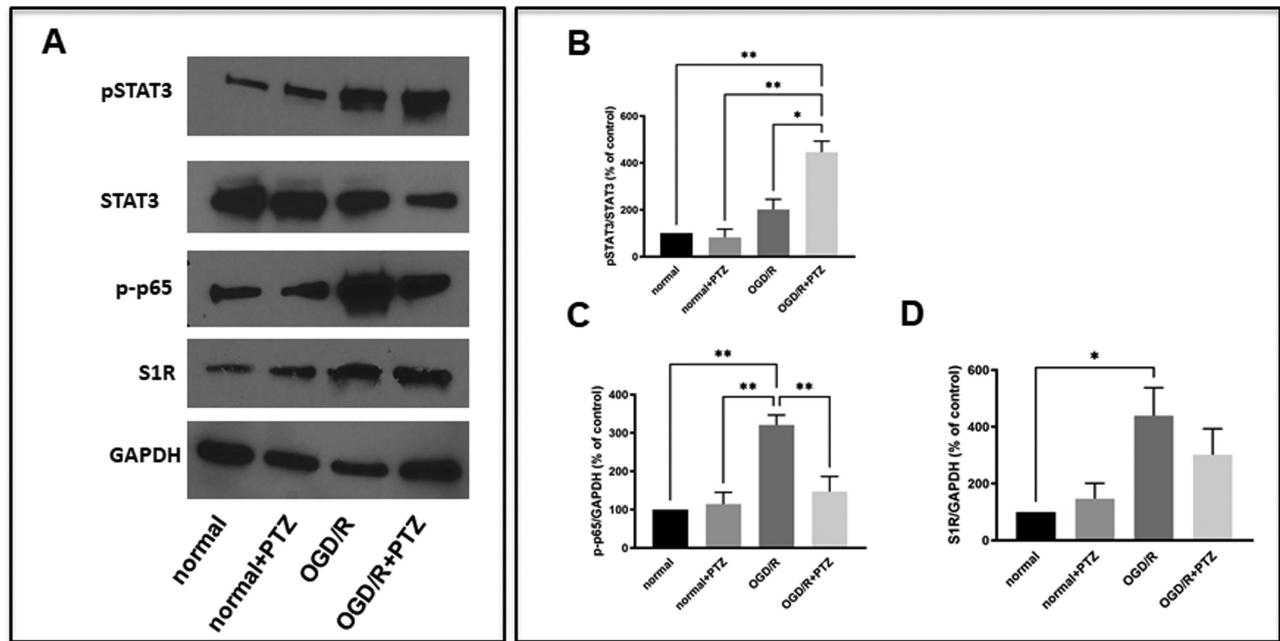 A
pSTAT3
STAT3
p-p65
S1R
GAPDH
normal
normal+PTZ
OGD/R
OGD/R+PTZ
B
**
**
*
pSTAT3/STAT3 (% of control)
600
400
200
0
normal
normal+PTZ
OGD/R
OGD/R+PTZ
C
**
** **
p-p65/GAPDH (% of control)
400
300
200
100
0
normal
normal+PTZ
OGD/R
OGD/R+PTZ
D
*
S1R/GAPDH (% of control)
600
400
200
0
normal
normal+PTZ
OGD/R
OGD/R+PTZ